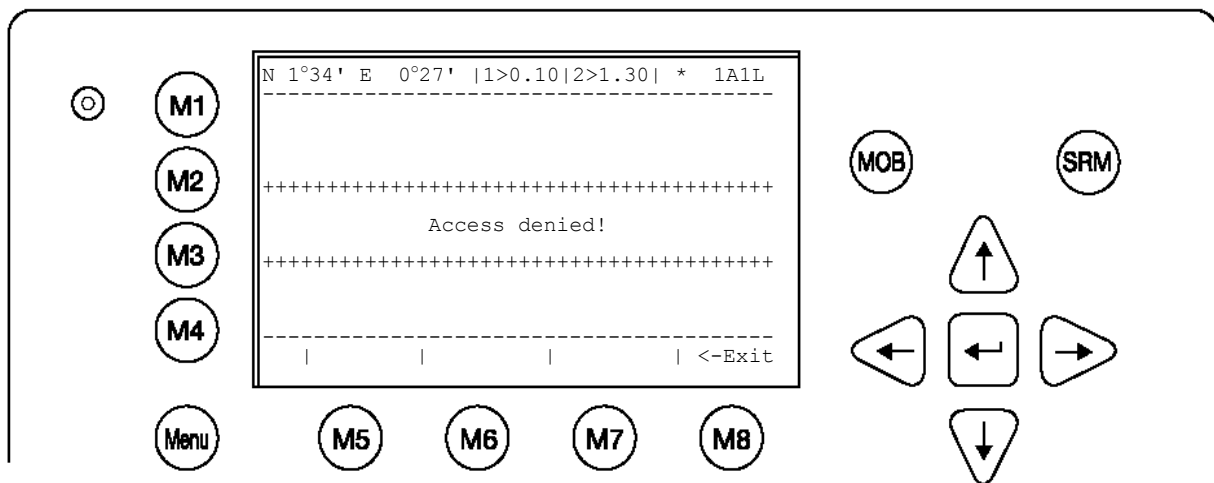 N 1°34' E  0°27' |1>0.10|2>1.30| *  1A1L
----------------------------------------
++++++++++++++++++++++++++++++++++++++++
Access denied!
++++++++++++++++++++++++++++++++++++++++
----------------------------------------
|        |         |         | <-Exit
M1
M2
M3
M4
Menu
M5
M6
M7
M8
MOB
SRM
↑
← ↵ →
↓